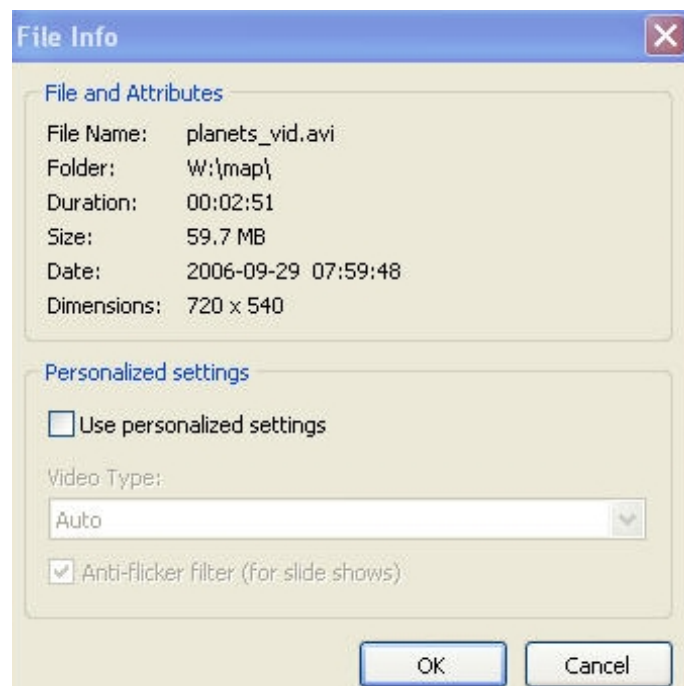 File Info
File and Attributes
File Name: planets_vid.avi
Folder: W:\map\
Duration: 00:02:51
Size: 59.7 MB
Date: 2006-09-29 07:59:48
Dimensions: 720 x 540
Personalized settings
Use personalized settings
Video Type:
Auto
Anti-flicker filter (for slide shows)
OK Cancel